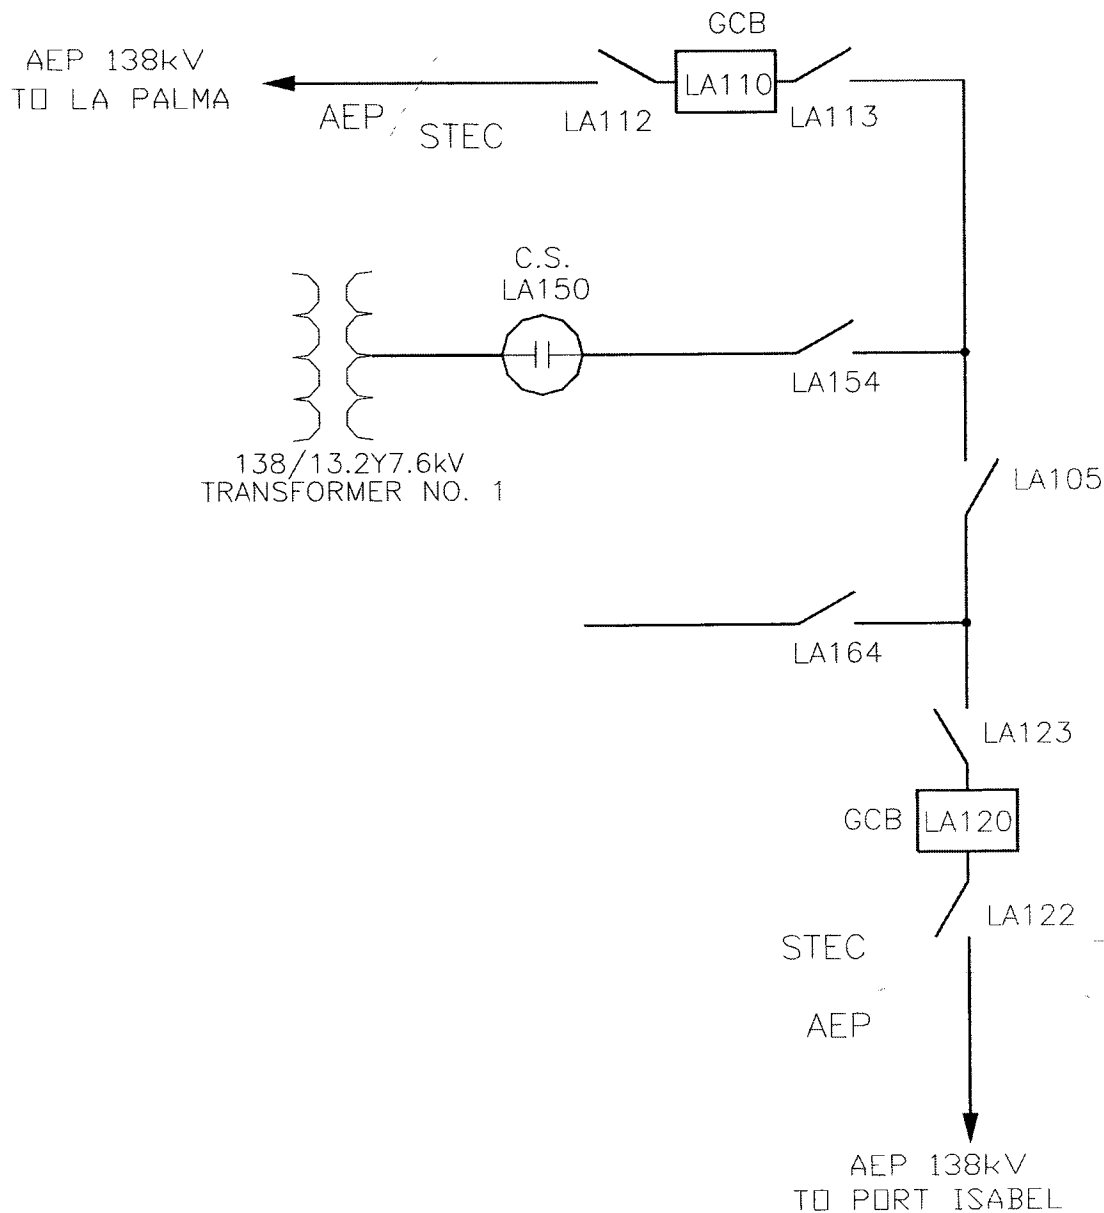 GCB
AEP 138kV
TO LA PALMA
LA110
AEP
STEC
LA112
LA113
C.S.
LA150
LA154
138/13.2Y7.6kV
TRANSFORMER NO. 1
LA105
LA164
LA123
GCB
LA120
LA122
STEC
AEP
AEP 138kV
TO PORT ISABEL